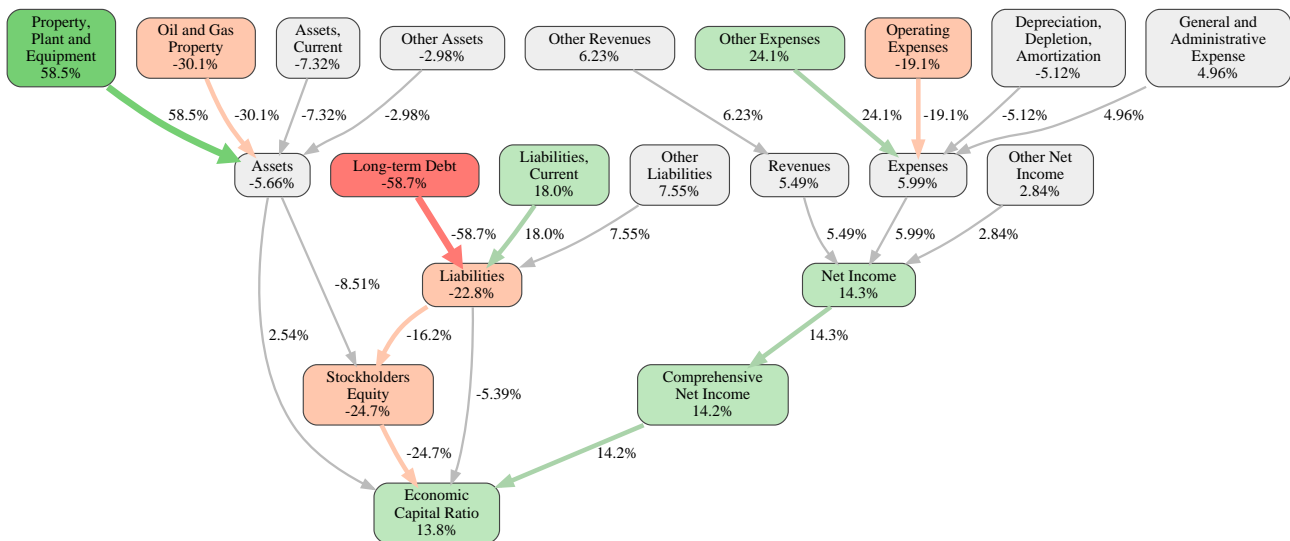 Property,
Plant and
Equipment
58.5%
Oil and Gas
Property
-30.1%
Assets,
Current
-7.32%
Other Assets
-2.98%
Other Revenues
6.23%
Other Expenses
24.1%
Operating
Expenses
-19.1%
Depreciation,
Depletion,
Amortization
-5.12%
General and
Administrative
Expense
4.96%
58.5%
-30.1%
-7.32%
-2.98%
6.23%
24.1%
-19.1%
-5.12%
4.96%
Assets
-5.66%
Long-term Debt
-58.7%
Liabilities,
Current
18.0%
Other
Liabilities
7.55%
Revenues
5.49%
Expenses
5.99%
Other Net
Income
2.84%
-58.7%
18.0%
7.55%
5.49%
5.99%
2.84%
Liabilities
-22.8%
Net Income
14.3%
2.54%
-8.51%
-16.2%
-5.39%
14.3%
Stockholders
Equity
-24.7%
Comprehensive
Net Income
14.2%
-24.7%
14.2%
Economic
Capital Ratio
13.8%